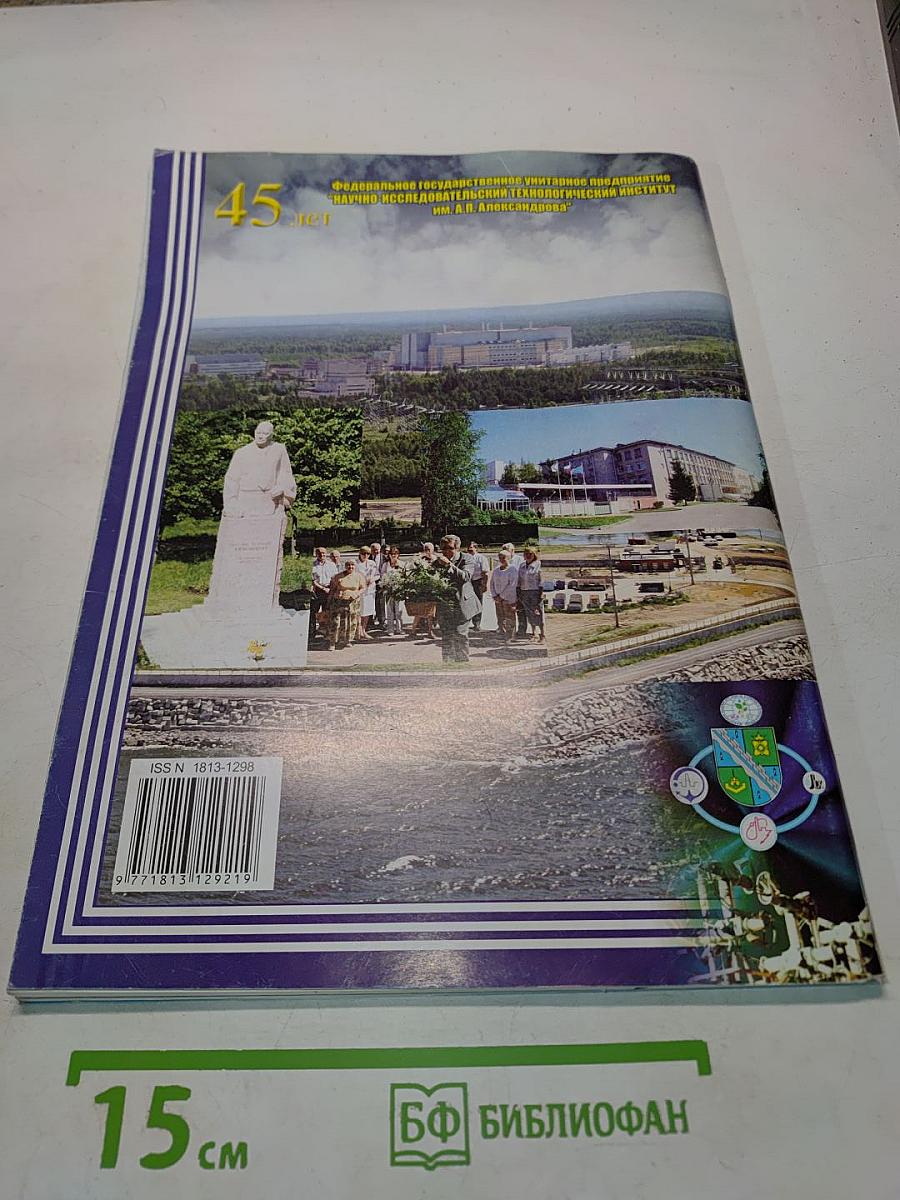 45 лет
Федеральное государственное унитарное предприятие
"НАУЧНО-ИССЛЕДОВАТЕЛЬСКИЙ ТЕХНОЛОГИЧЕСКИЙ ИНСТИТУТ
им. А.П. Александрова"
ISSN 1813-1298
9 771813 129219
15 см
БФ БИБЛИОФАН